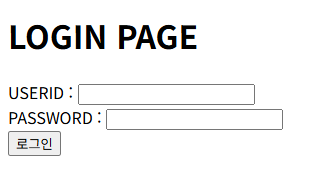 LOGIN PAGE
USERID :
PASSWORD :
로그인